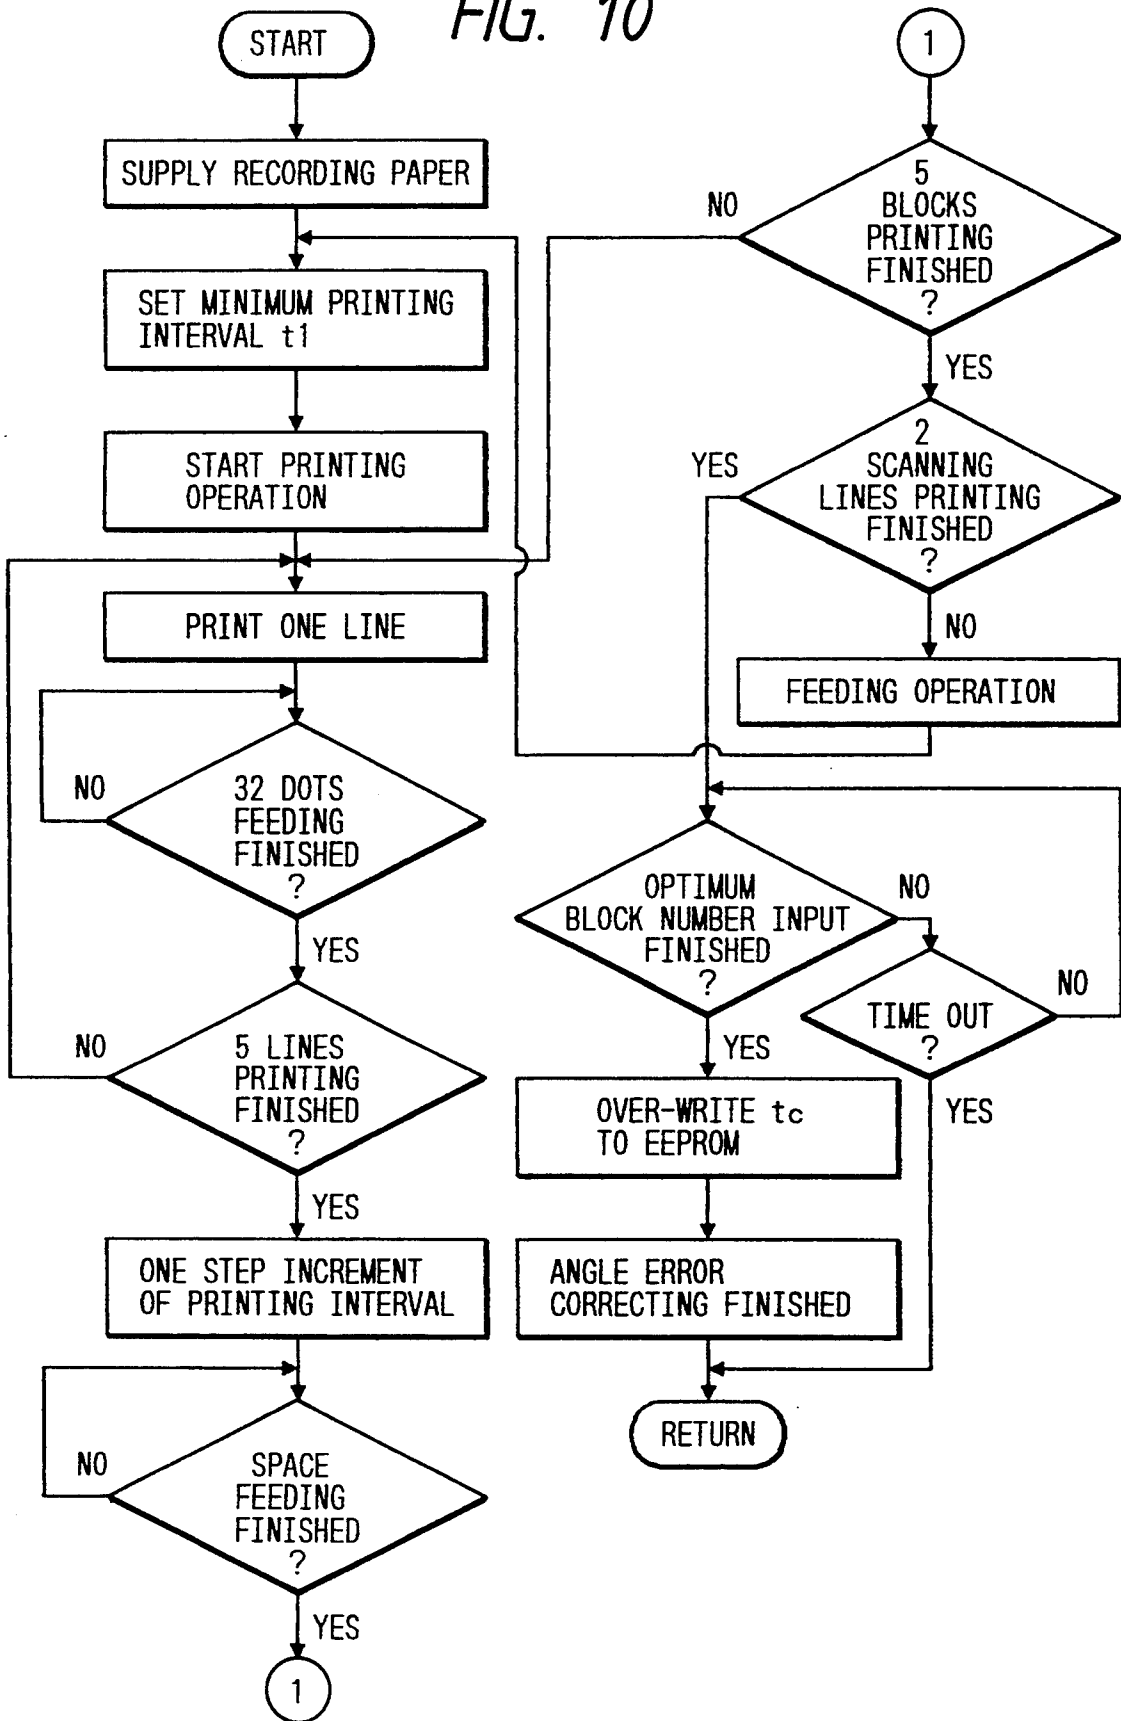 FIG. 10
START
SUPPLY RECORDING PAPER
SET MINIMUM PRINTING
INTERVAL t1
START PRINTING
OPERATION
PRINT ONE LINE
NO
32 DOTS
FEEDING
FINISHED
?
YES
NO
5 LINES
PRINTING
FINISHED
?
YES
ONE STEP INCREMENT
OF PRINTING INTERVAL
NO
SPACE
FEEDING
FINISHED
?
YES
1
1
NO
5
BLOCKS
PRINTING
FINISHED
?
YES
YES
2
SCANNING
LINES PRINTING
FINISHED
?
NO
FEEDING OPERATION
OPTIMUM
BLOCK NUMBER INPUT
FINISHED
?
NO
YES
TIME OUT
?
NO
YES
OVER-WRITE tc
TO EEPROM
ANGLE ERROR
CORRECTING FINISHED
RETURN